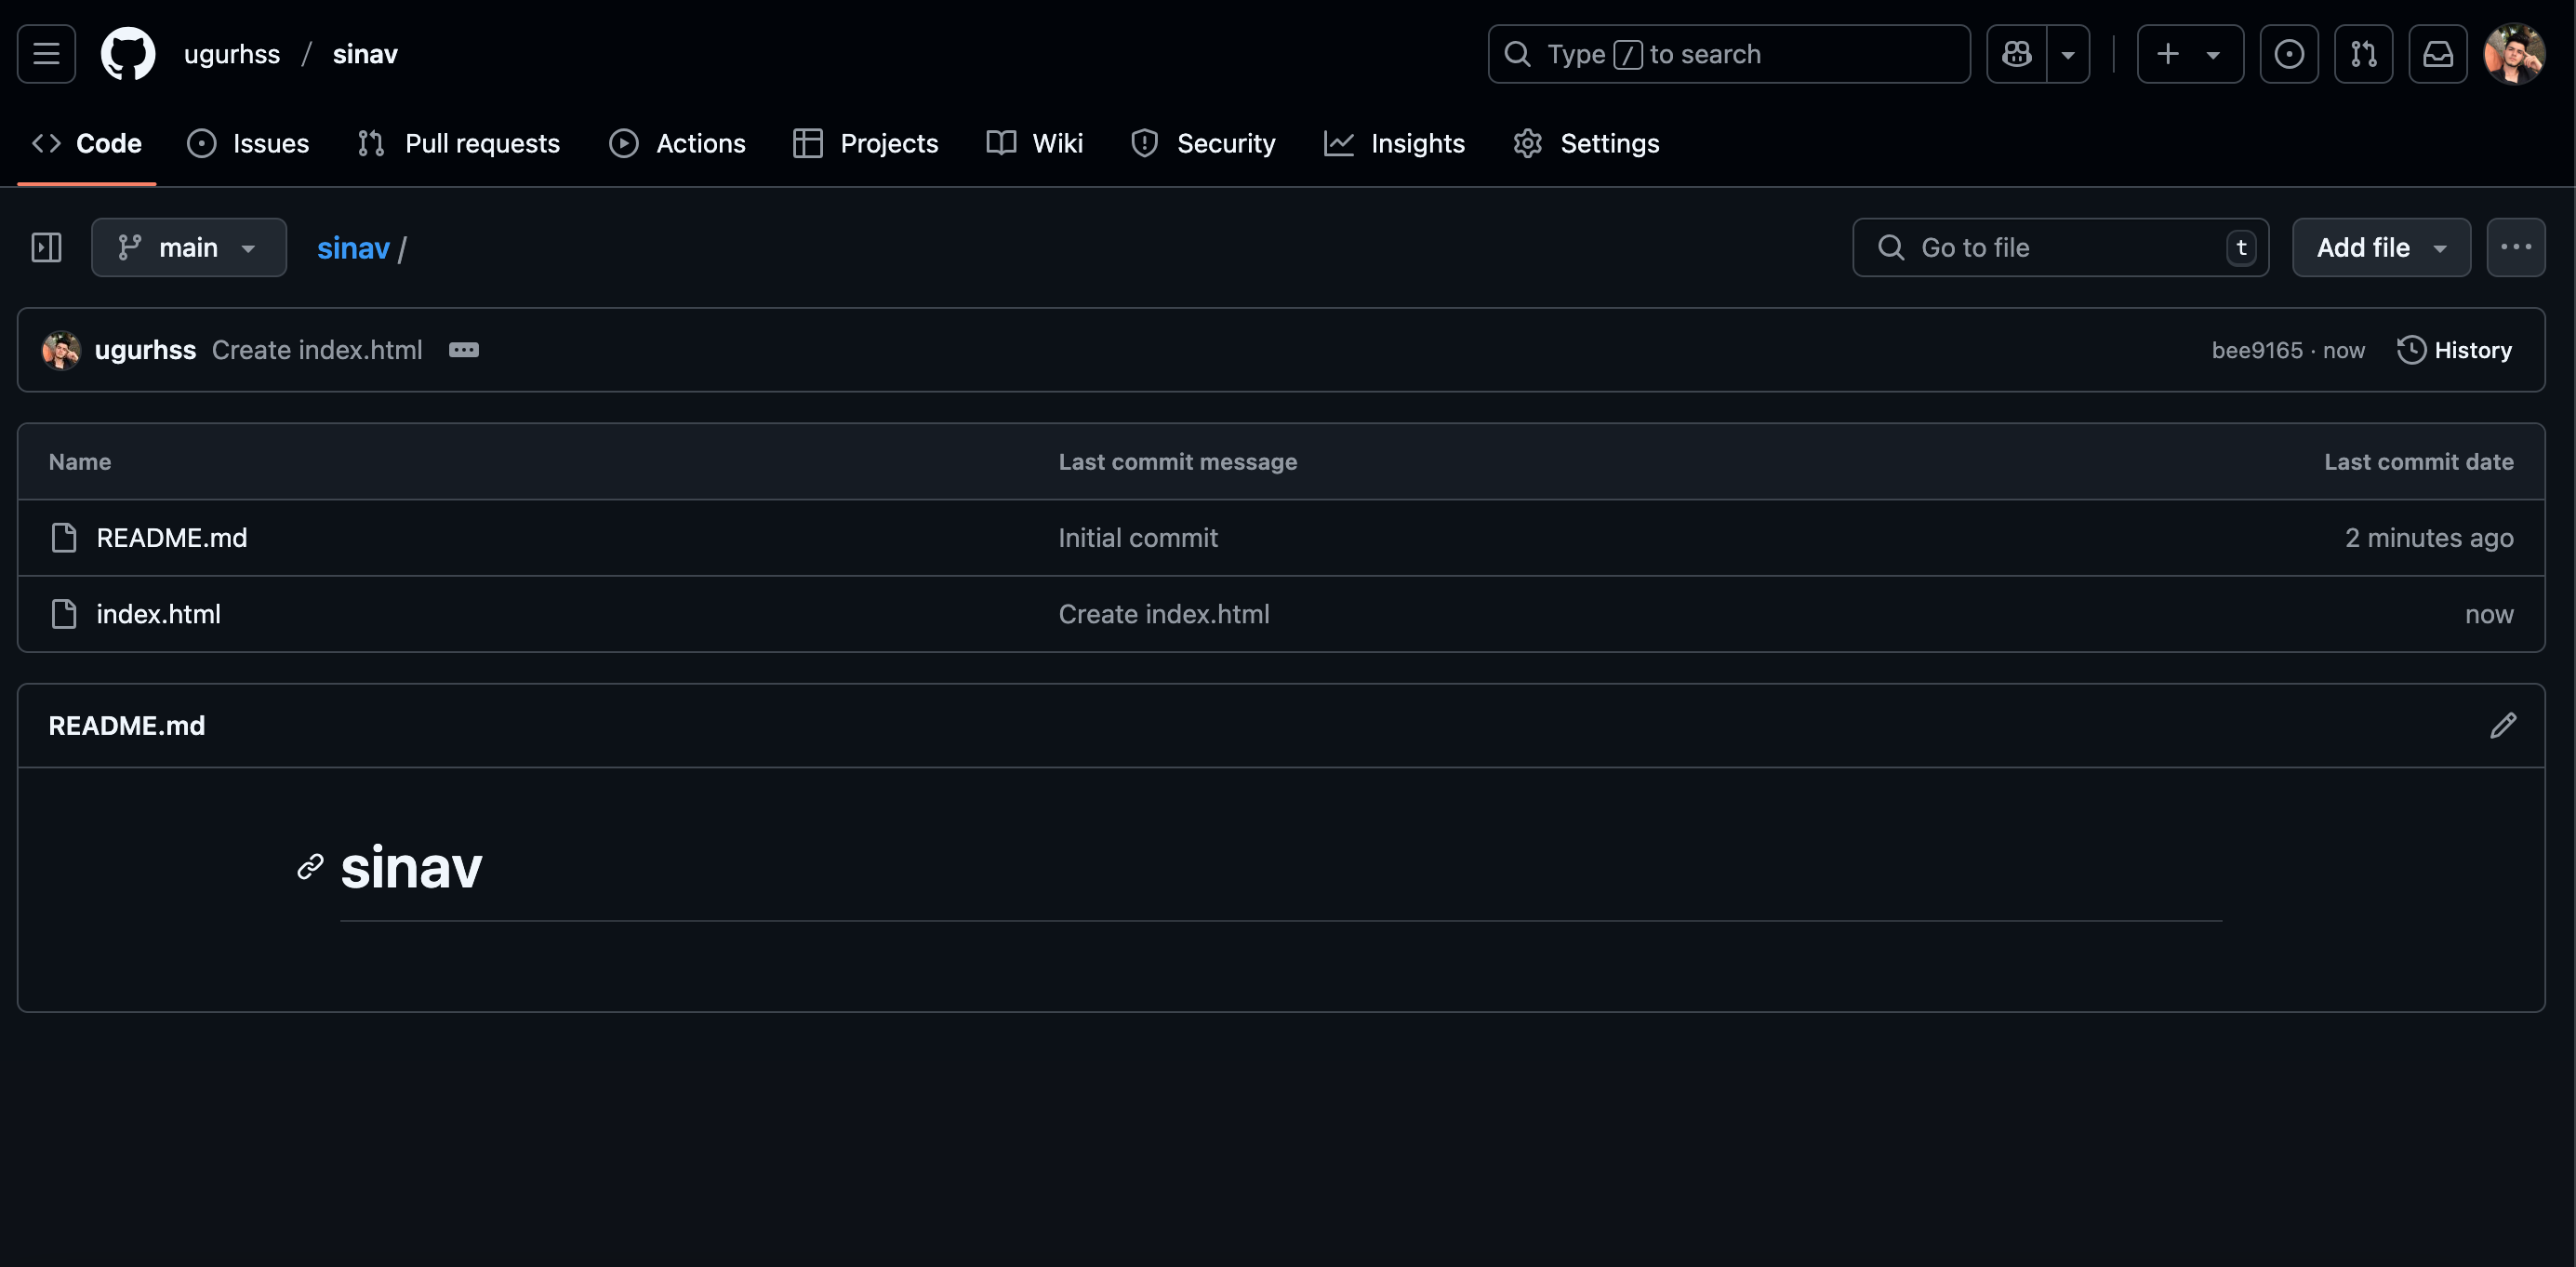 ugurhss / sinav
Type / to search
Code Issues Pull requests Actions Projects Wiki Security Insights Settings
main sinav / Go to file t Add file
ugurhss Create index.html bee9165 · now History
Name Last commit message Last commit date
README.md Initial commit 2 minutes ago
index.html Create index.html now
README.md
sinav